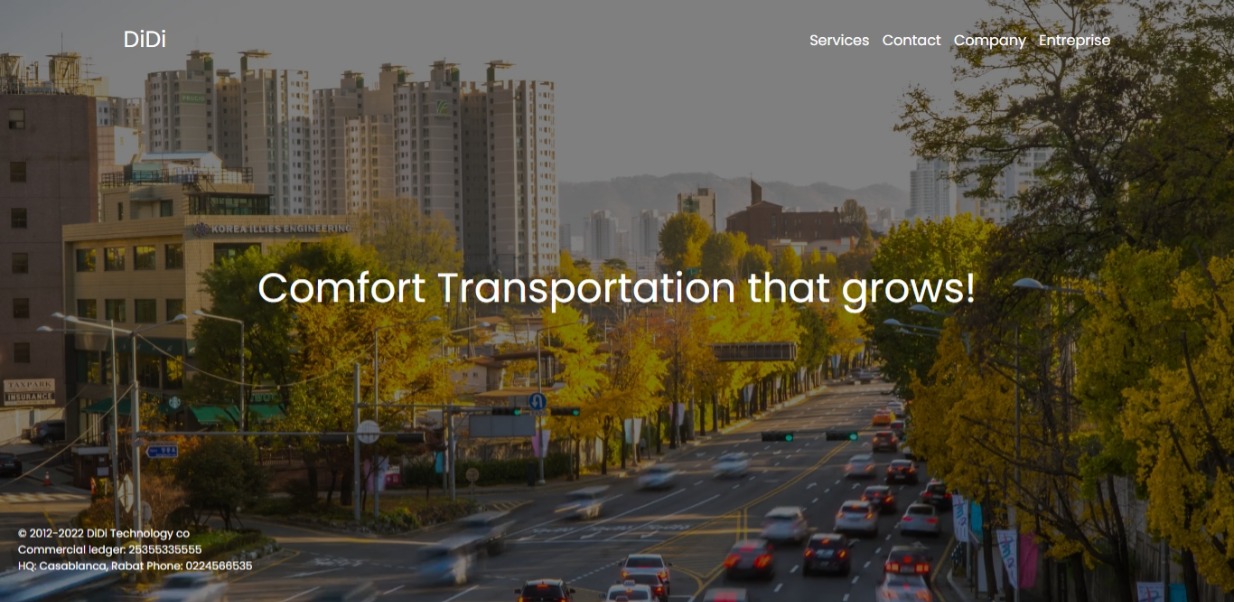 DiDi
Services Contact Company Entreprise
KOREA ILLIES ENGINEERING
Comfort Transportation that grows!
TAXPARK
INSURANCE
© 2012-2022 DiDi Technology co
Commercial ledger: 25355335555
HQ: Casablanca, Rabat Phone: 0224566535